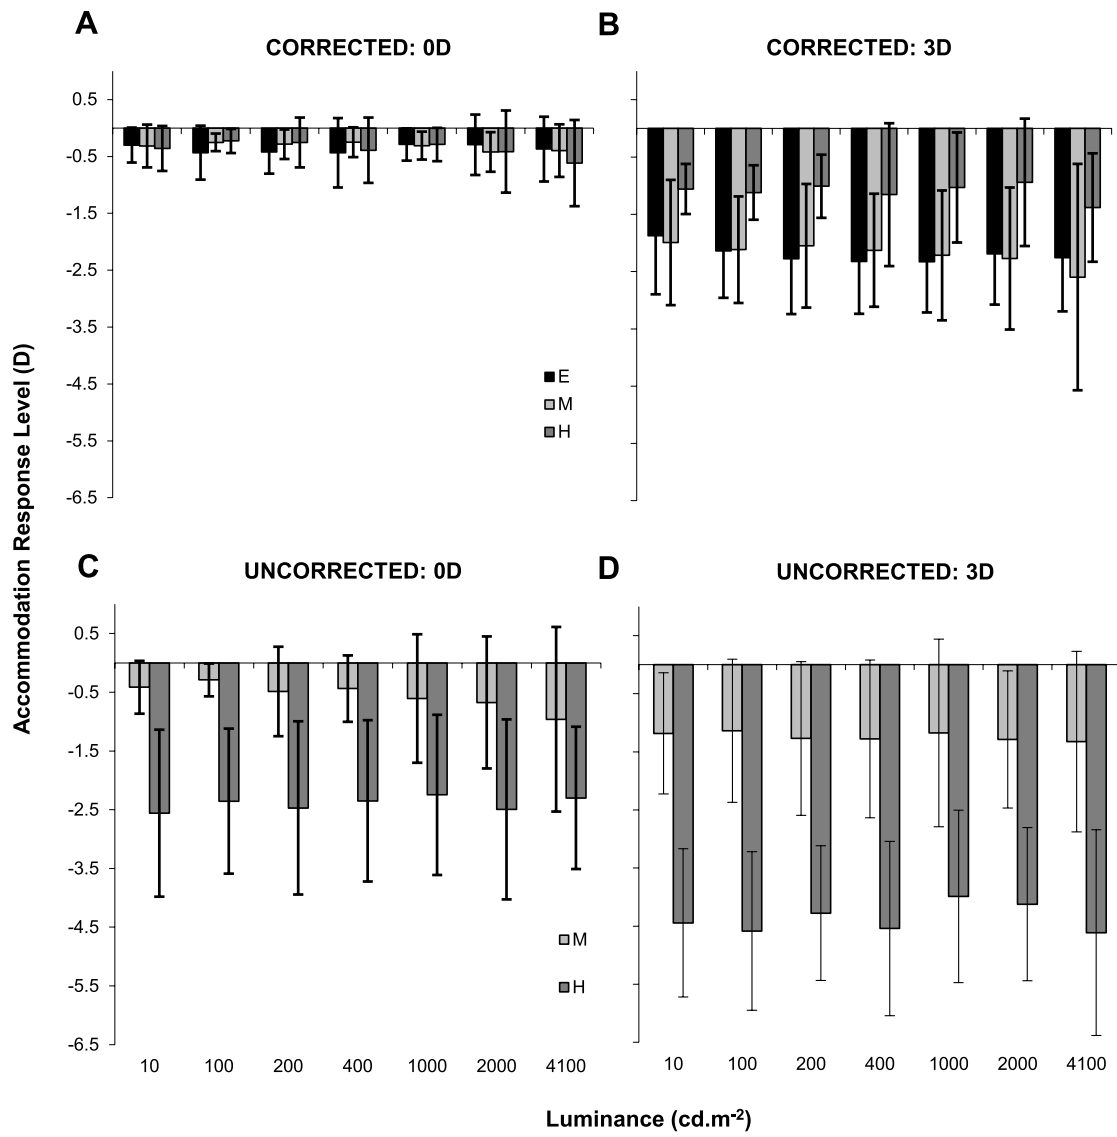 A
CORRECTED: 0D
B
CORRECTED: 3D
0.5
-0.5
-1.5
-2.5
-3.5
-4.5
-5.5
-6.5
E
M
H
Accommodation Response Level (D)
C
UNCORRECTED: 0D
D
UNCORRECTED: 3D
0.5
-0.5
-1.5
-2.5
-3.5
-4.5
-5.5
-6.5
M
H
10 100 200 400 1000 2000 4100
10 100 200 400 1000 2000 4100
Luminance (cd.m⁻²)